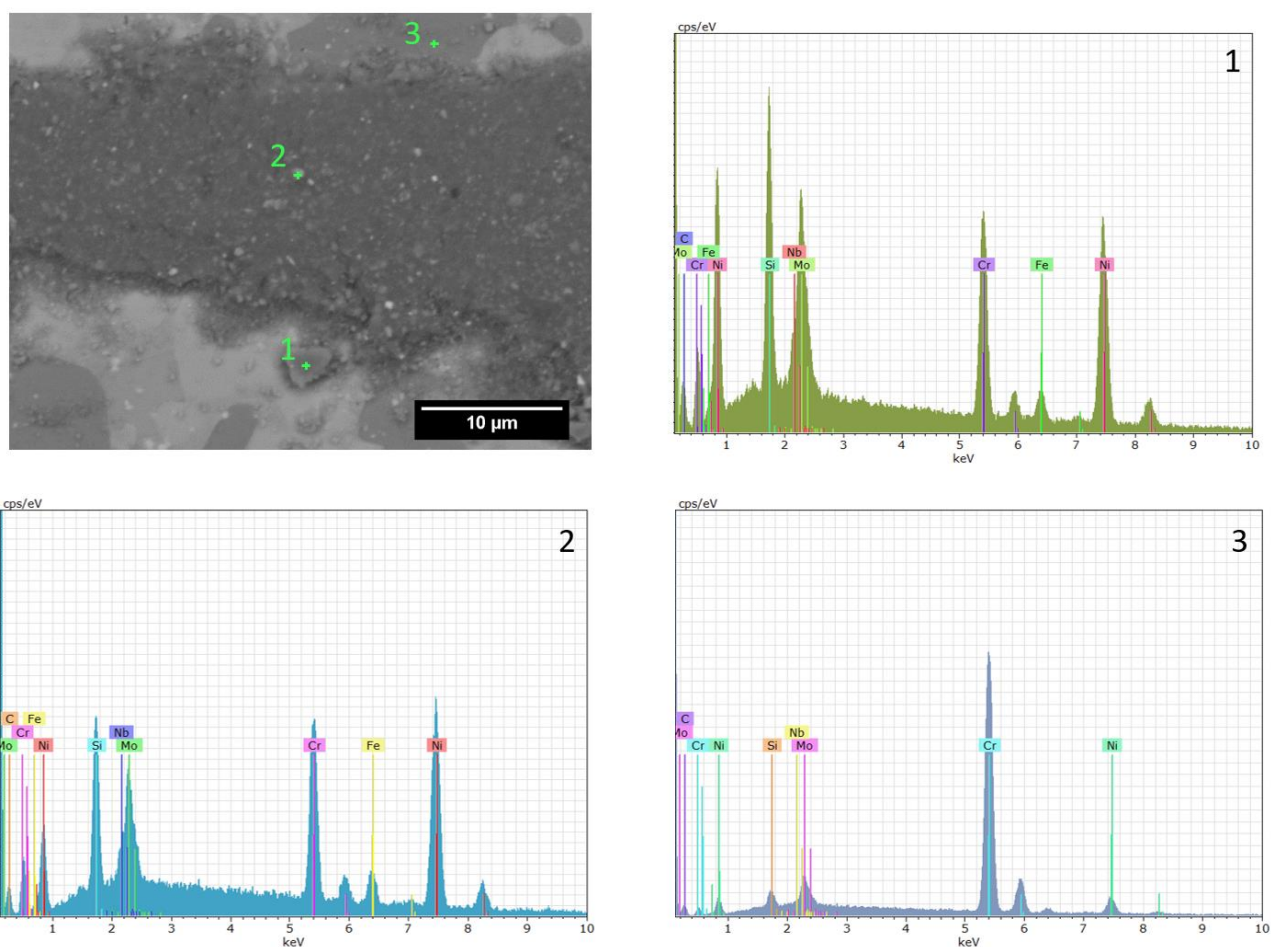 3
2
1
10 µm
cps/eV
1
C
Mo Fe Nb
Cr Ni Si Mo Cr Fe Ni
1 2 3 4 5 6 7 8 9 10
keV
cps/eV
2
C Fe Nb
Cr
Mo Ni Si Mo Cr Fe Ni
1 2 3 4 5 6 7 8 9 10
keV
cps/eV
3
C Nb
Mo Cr Ni Si Mo Cr Ni
1 2 3 4 5 6 7 8 9 10
keV